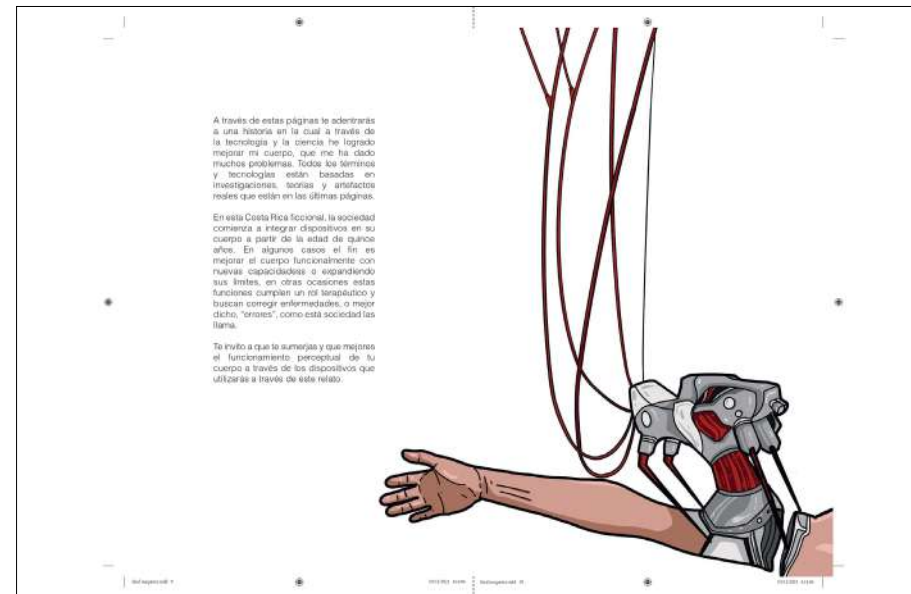 A través de estas páginas te adentrarás
a una historia en la cual a través de
la tecnología y la ciencia he logrado
mejorar mi cuerpo, que me ha dado
muchos problemas. Todos los términos
y tecnologías están basadas en
investigaciones, teorías y artefactos
reales que están en las últimas páginas.
En esta Costa Rica ficcional, la sociedad
comienza a integrar dispositivos en su
cuerpo a partir de la edad de quince
años. En algunos casos el fin es
mejorar el cuerpo funcionalmente con
nuevas capacidadess o expandiendo
sus límites, en otras ocasiones estas
funciones cumplen un rol terapéutico y
buscan corregir enfermedades, o mejor
dicho, "errores", como está sociedad las
llama.
Te invito a que te sumerjas y que mejores
el funcionamiento perceptual de tu
cuerpo a través de los dispositivos que
utilizarás a través de este relato.